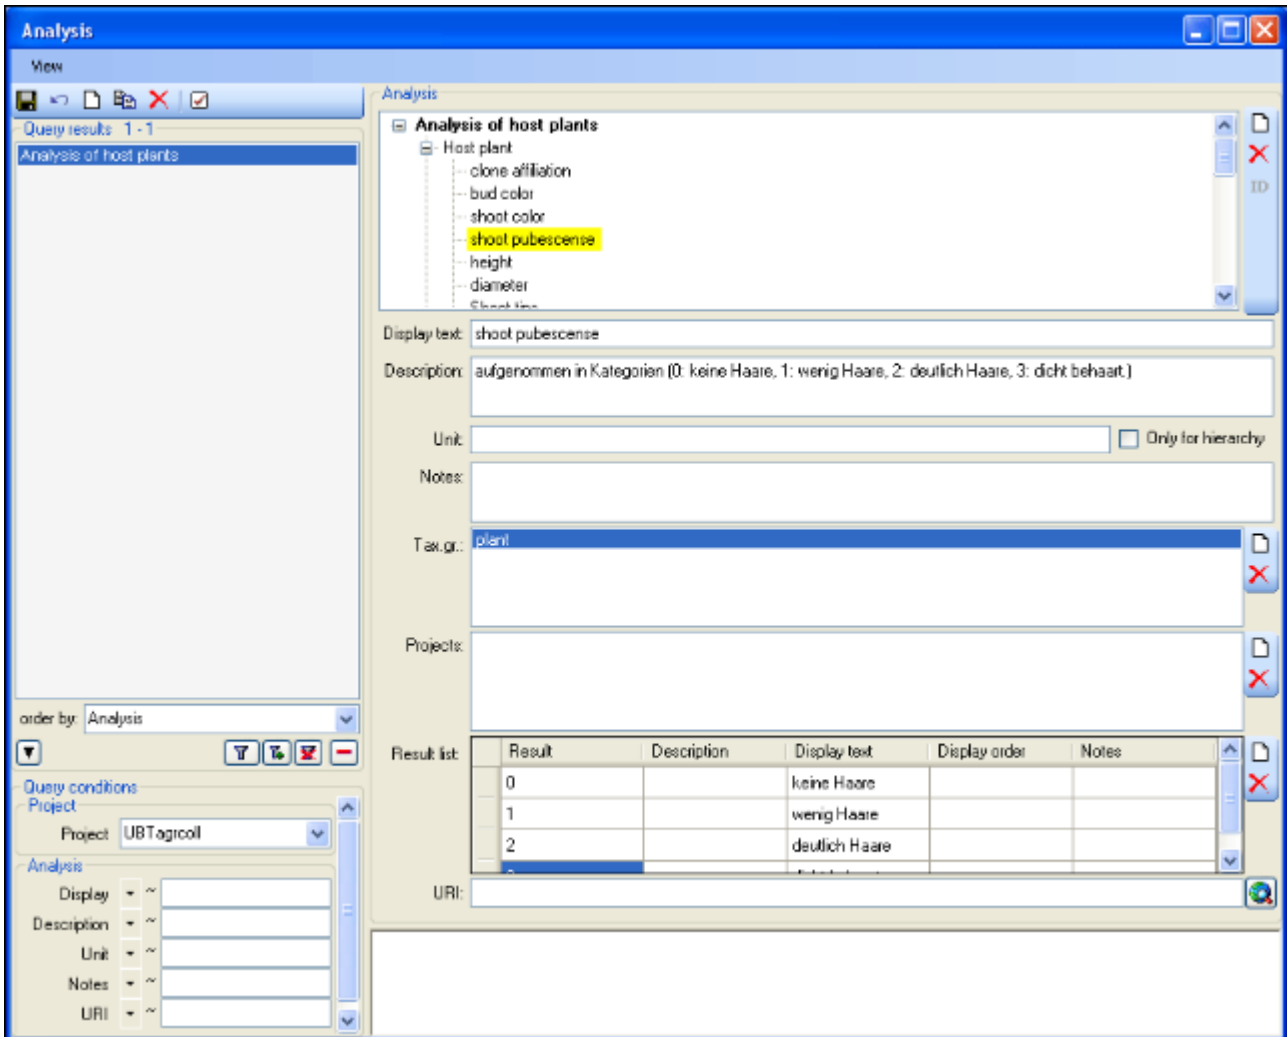 Analysis
View
Query results 1 - 1
Analysis of host plants
order by: Analysis
Query conditions
Project
Project UBTagrcoll
Analysis
Display ~
Description ~
Unit ~
Notes ~
URI ~
Analysis
Analysis of host plants
Host plant
clone affiliation
bud color
shoot color
shoot pubescense
height
diameter
Display text: shoot pubescense
Description: aufgenommen in Kategorien (0: keine Haare, 1: wenig Haare, 2: deutlich Haare, 3: dicht behaart.)
Unit: Only for hierarchy
Notes:
Tax.gr.: plant
Projects:
Result list: Result Description Display text Display order Notes
0 keine Haare
1 wenig Haare
2 deutlich Haare
URI:
ID